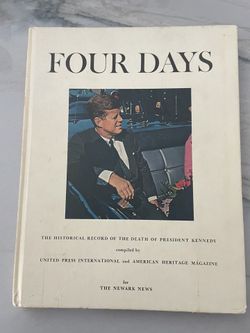 FOUR DAYS
THE HISTORICAL RECORD OF THE DEATH OF PRESIDENT KENNEDY
compiled by
UNITED PRESS INTERNATIONAL and AMERICAN HERITAGE MAGAZINE
for
THE NEWARK NEWS